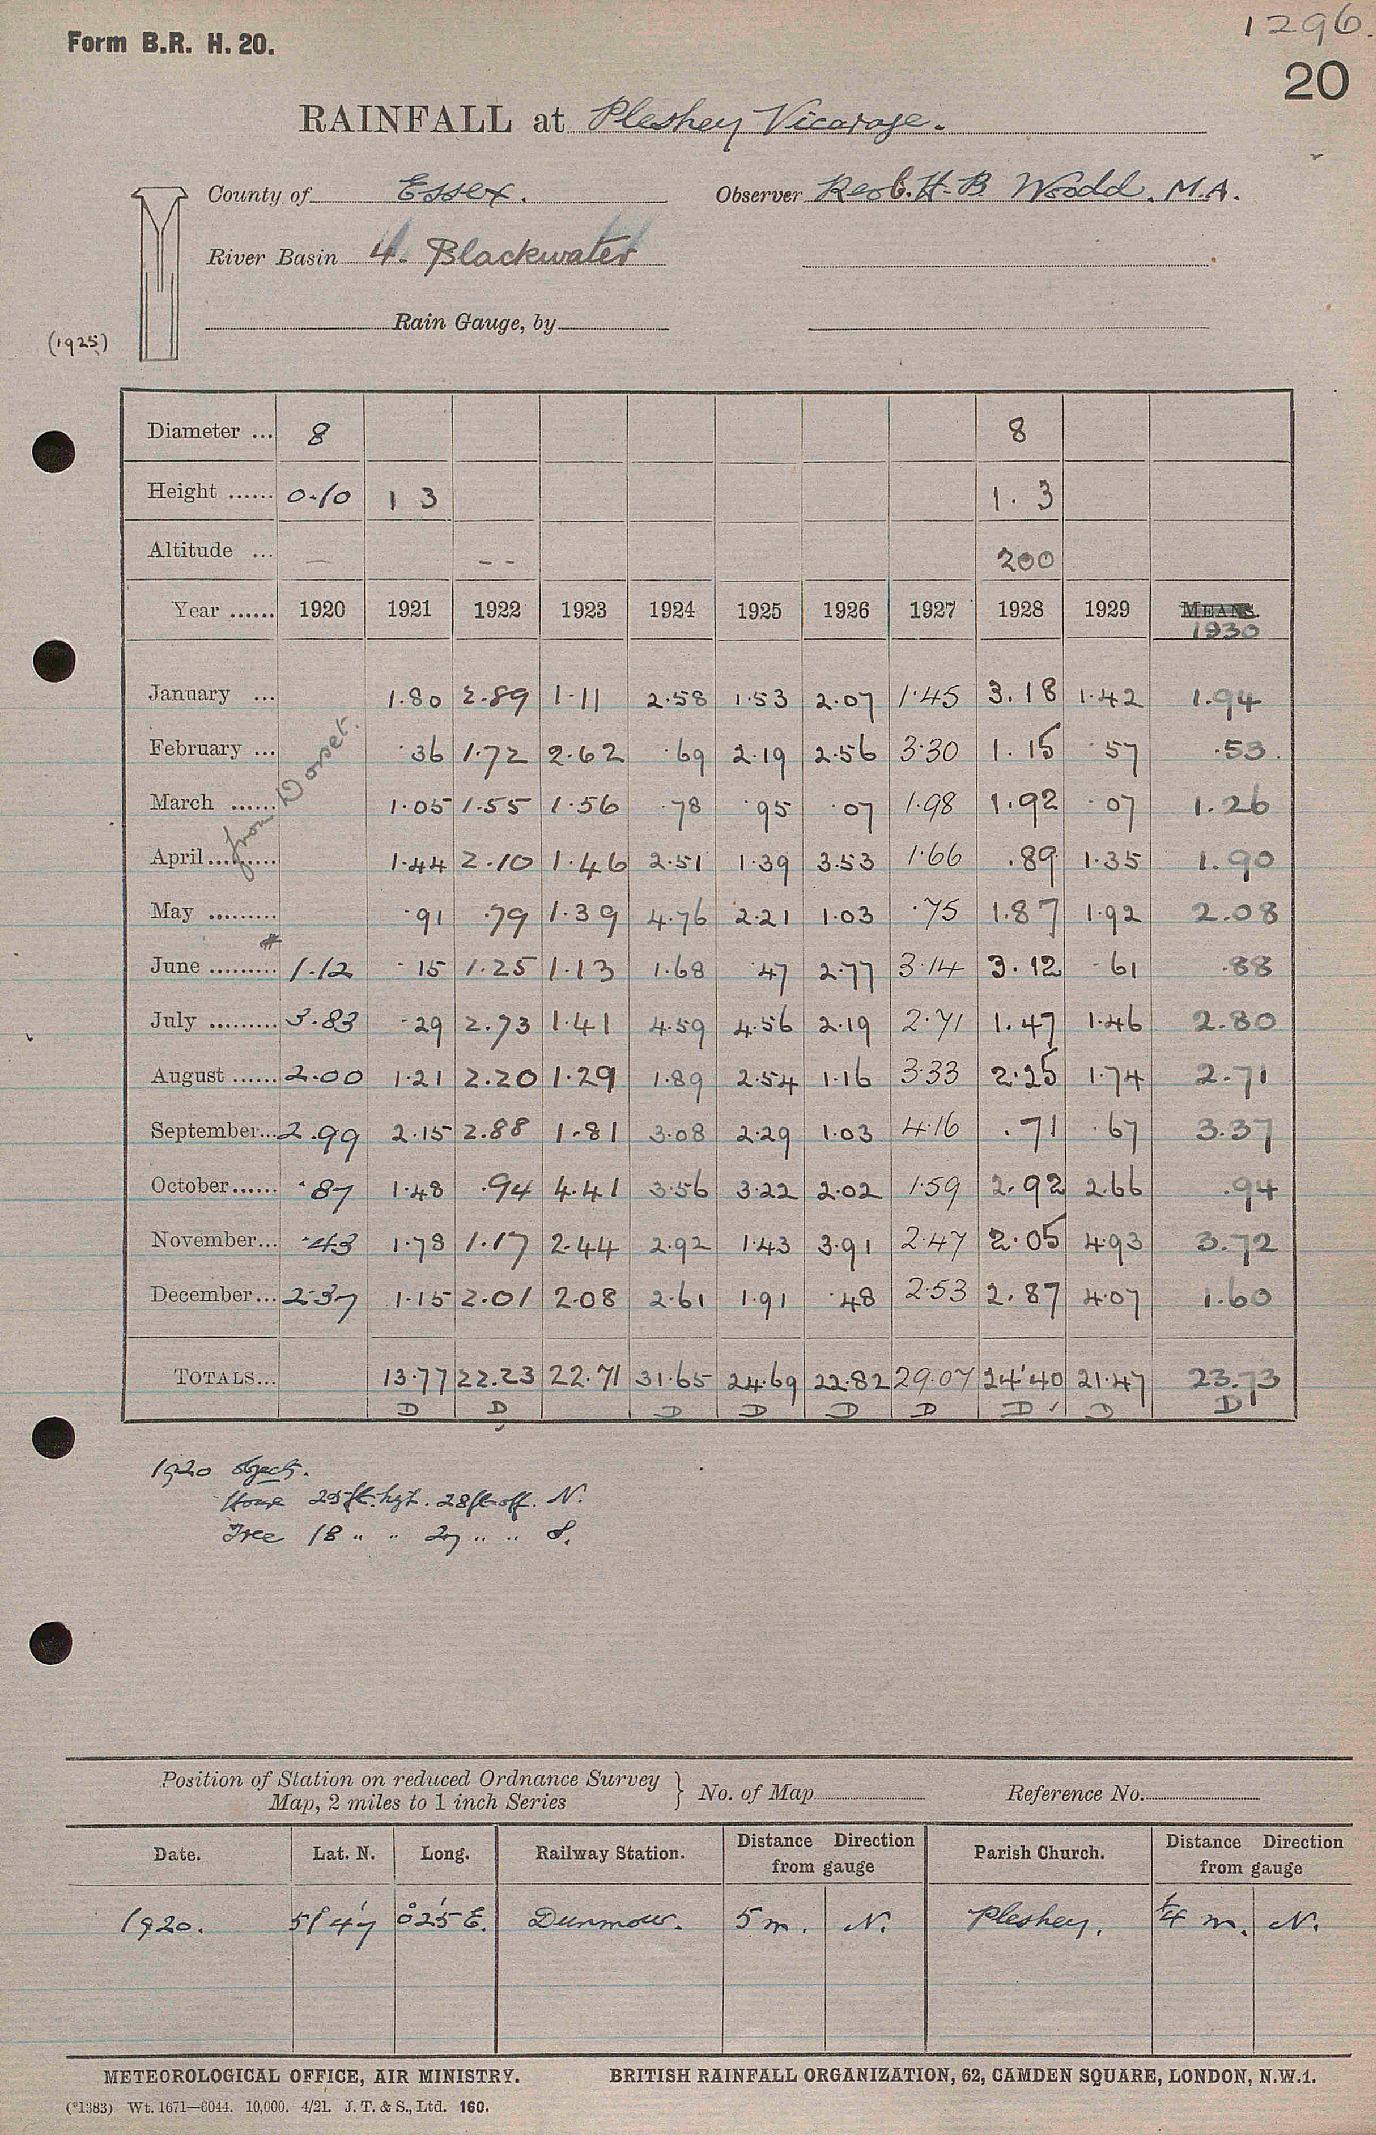 1296.
Form B.R. H. 20.
20
RAINFALL at Pleshey Vicarage.
County of Essex. Observer Rev C. H. B Woodd. M.A.
River Basin 4. Blackwater
Rain Gauge, by
(1925)
Diameter ... 8 8
Height ...... 0.10 1 3 1. 3
Altitude ... — - - 200
Year ...... 1920 1921 1922 1923 1924 1925 1926 1927 1928 1929 MEANS.
1930
January ... 1.80 2.89 1.11 2.58 1.53 2.07 1.45 3.18 1.42 1.94
February ... .36 1.72 2.62 .69 2.19 2.56 3.30 1.15 .57 .53
March ...... 1.05 1.55 1.56 .78 .95 .07 1.98 1.92 .07 1.26
from Dorset.
April ......... 1.44 2.10 1.46 2.51 1.39 3.53 1.66 .89 1.35 1.90
May ......... .91 .79 1.39 4.76 2.21 1.03 .75 1.87 1.92 2.08
June ......... 1.12 .15 1.25 1.13 1.68 .47 2.77 3.14 3.12 .61 .88
July ......... 3.83 .29 2.73 1.41 4.59 4.56 2.19 2.71 1.47 1.46 2.80
August ...... 2.00 1.21 2.20 1.29 1.89 2.54 1.16 3.33 2.25 1.74 2.71
September... 2.99 2.15 2.88 1.81 3.08 2.29 1.03 4.16 .71 .67 3.37
October...... .87 1.48 .94 4.41 3.56 3.22 2.02 1.59 2.92 2.66 .94
November... .43 1.78 1.17 2.44 2.92 1.43 3.91 2.47 2.05 4.93 3.72
December... 2.37 1.15 2.01 2.08 2.61 1.91 .48 2.53 2.87 4.07 1.60
TOTALS... 13.77 22.23 22.71 31.65 24.69 22.82 29.07 24.40 21.47 23.73
D D D D D D D ✓ D D
1920 Objects.
House 25 ft. hgt. 28 ft off. N.
Tree 18 " " 27 " " S.
Position of Station on reduced Ordnance Survey } No. of Map Reference No.
Map, 2 miles to 1 inch Series
Date. Lat. N. Long. Railway Station. Distance Direction from gauge Parish Church. Distance Direction from gauge
1920. 51° 47' 0° 25' E. Dunmow. 5 m. N. Pleshey. ¼ m. N.
METEOROLOGICAL OFFICE, AIR MINISTRY. BRITISH RAINFALL ORGANIZATION, 62, CAMDEN SQUARE, LONDON, N.W.1.
(*1383) Wt. 1671—6044. 10,000. 4/21. J. T. & S., Ltd. 160.